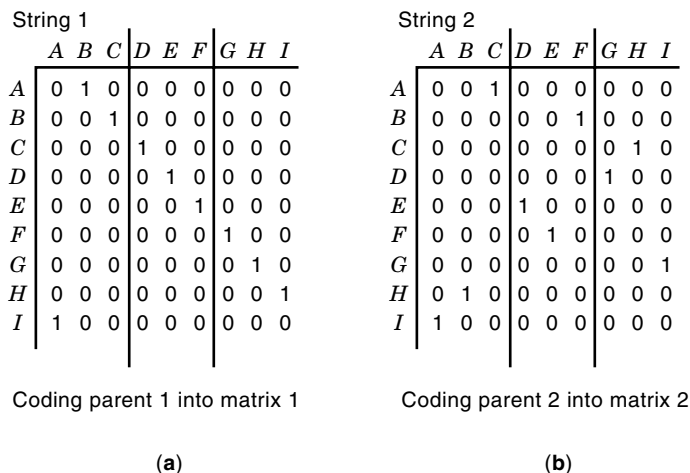 String 1
A B C D E F G H I
A 0 1 0 0 0 0 0 0 0
B 0 0 1 0 0 0 0 0 0
C 0 0 0 1 0 0 0 0 0
D 0 0 0 0 1 0 0 0 0
E 0 0 0 0 0 1 0 0 0
F 0 0 0 0 0 0 1 0 0
G 0 0 0 0 0 0 0 1 0
H 0 0 0 0 0 0 0 0 1
I 1 0 0 0 0 0 0 0 0
Coding parent 1 into matrix 1
(a)
String 2
A B C D E F G H I
A 0 0 1 0 0 0 0 0 0
B 0 0 0 0 0 1 0 0 0
C 0 0 0 0 0 0 0 1 0
D 0 0 0 0 0 0 1 0 0
E 0 0 0 1 0 0 0 0 0
F 0 0 0 0 1 0 0 0 0
G 0 0 0 0 0 0 0 0 1
H 0 1 0 0 0 0 0 0 0
I 1 0 0 0 0 0 0 0 0
Coding parent 2 into matrix 2
(b)